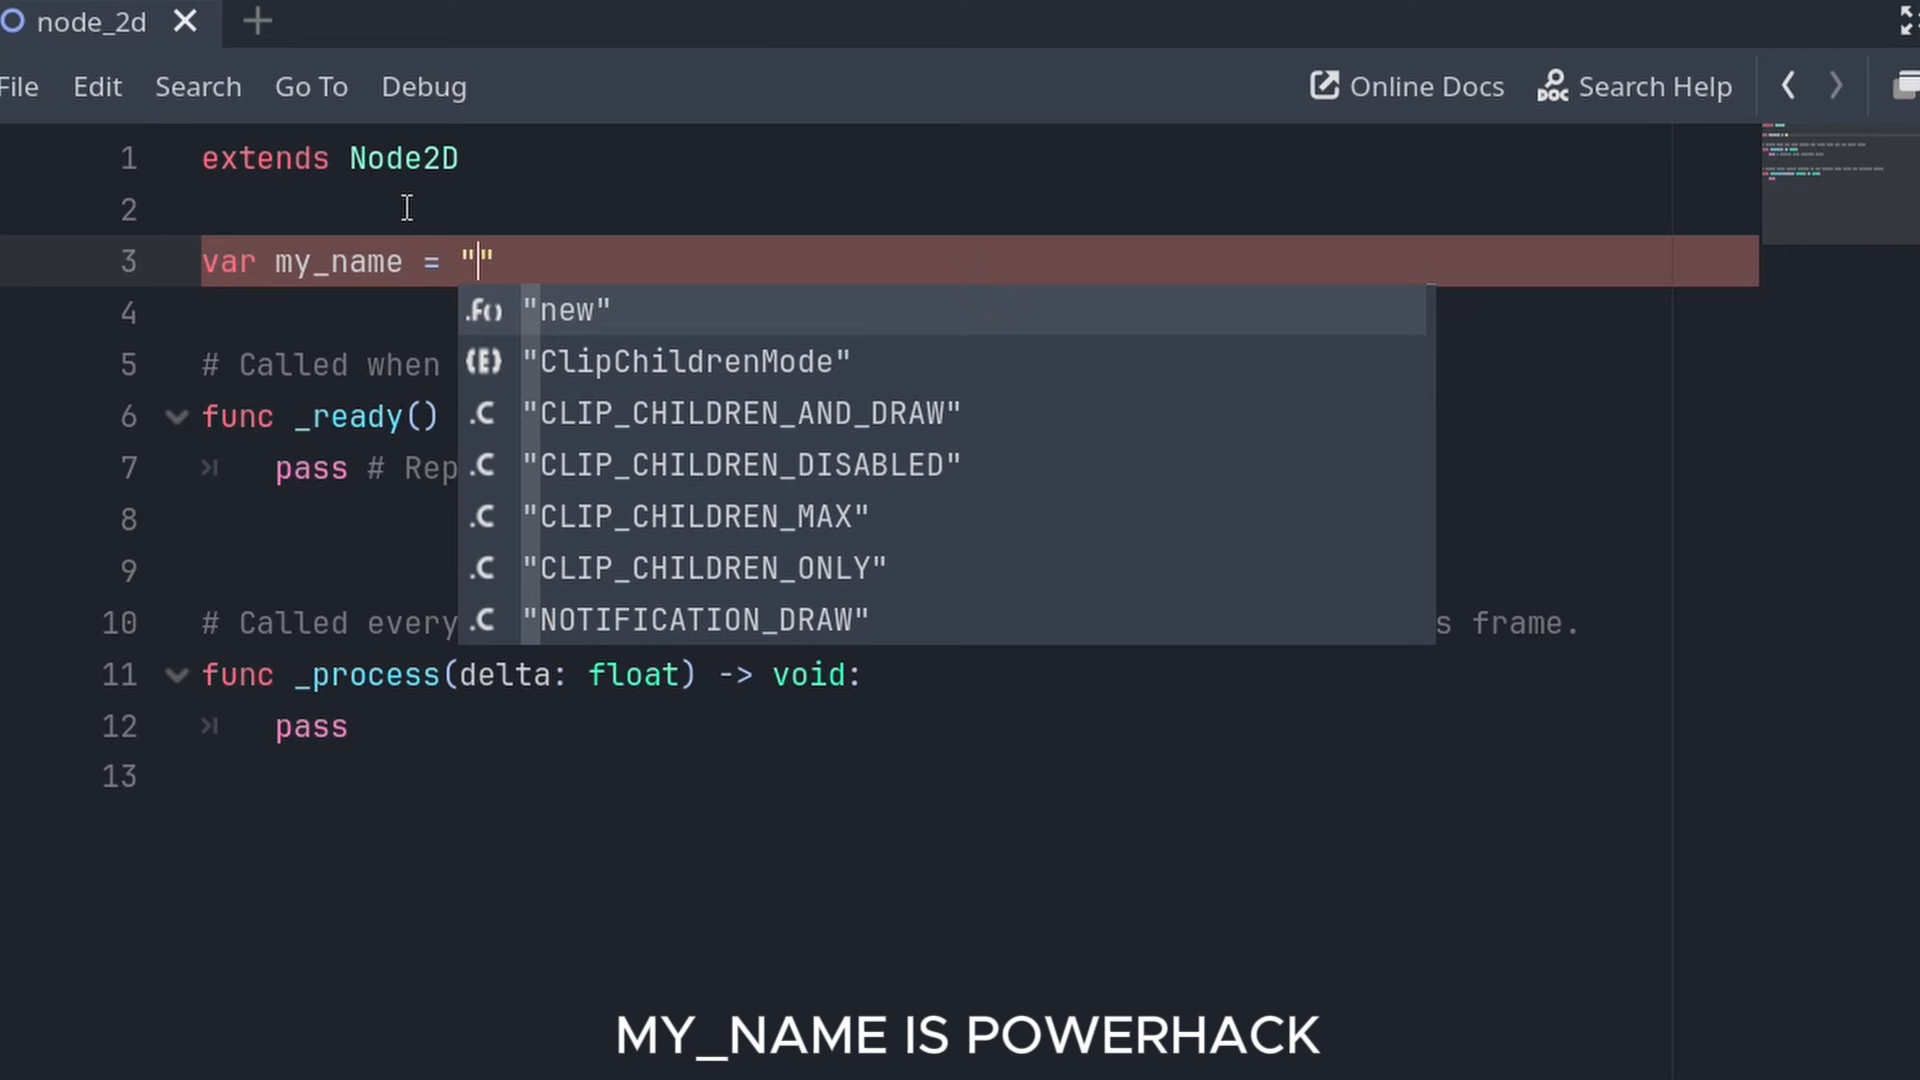 node_2d
File Edit Search Go To Debug Online Docs Search Help
1 extends Node2D
2
3 var my_name = ""
"new"
4
"ClipChildrenMode"
5 # Called when
"CLIP_CHILDREN_AND_DRAW"
6 func _ready()
"CLIP_CHILDREN_DISABLED"
7 pass # Rep
"CLIP_CHILDREN_MAX"
8
"CLIP_CHILDREN_ONLY"
9
"NOTIFICATION_DRAW"
10 # Called every s frame.
11 func _process(delta: float) -> void:
12 pass
13
MY_NAME IS POWERHACK